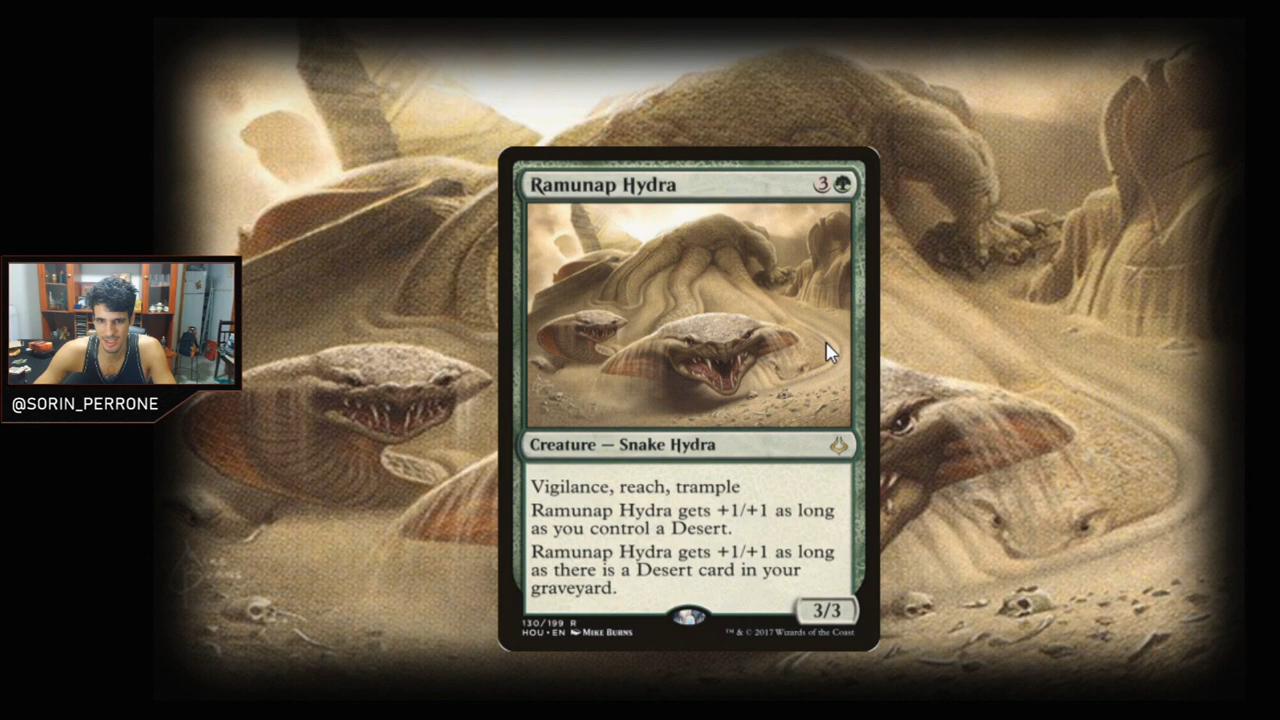 Ramunap Hydra
3
Creature — Snake Hydra
Vigilance, reach, trample
Ramunap Hydra gets +1/+1 as long
as you control a Desert.
Ramunap Hydra gets +1/+1 as long
as there is a Desert card in your
graveyard.
3/3
130/199 R
HOU • EN MIKE BURNS
™ & © 2017 Wizards of the Coast
@SORIN_PERRONE